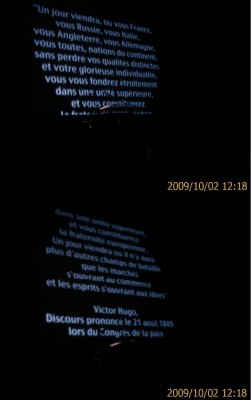 "Un jour viendra, où vous France,
vous Russie, vous Italie,
vous Angleterre, vous Allemagne,
vous toutes, nations du continent,
sans perdre vos qualités distinctes
et votre glorieuse individualité,
vous vous fondrez étroitement
dans une unité supérieure,
et vous constituerez
2009/10/02 12:18
dans une unité supérieure,
et vous constituerez
la fraternité européenne.
Un jour viendra où il n'y aura
plus d'autres champs de bataille
que les marchés
s'ouvrant au commerce
et les esprits s'ouvrant aux idées"
Victor Hugo,
Discours prononcé le 21 août 1849
lors du Congrès de la paix
2009/10/02 12:18